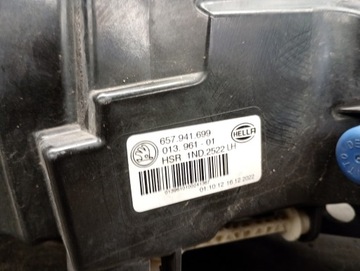 657.941.699
013.961-01
HSR 1ND 2522 LH
HELLA
01.10.12 16.12.2022